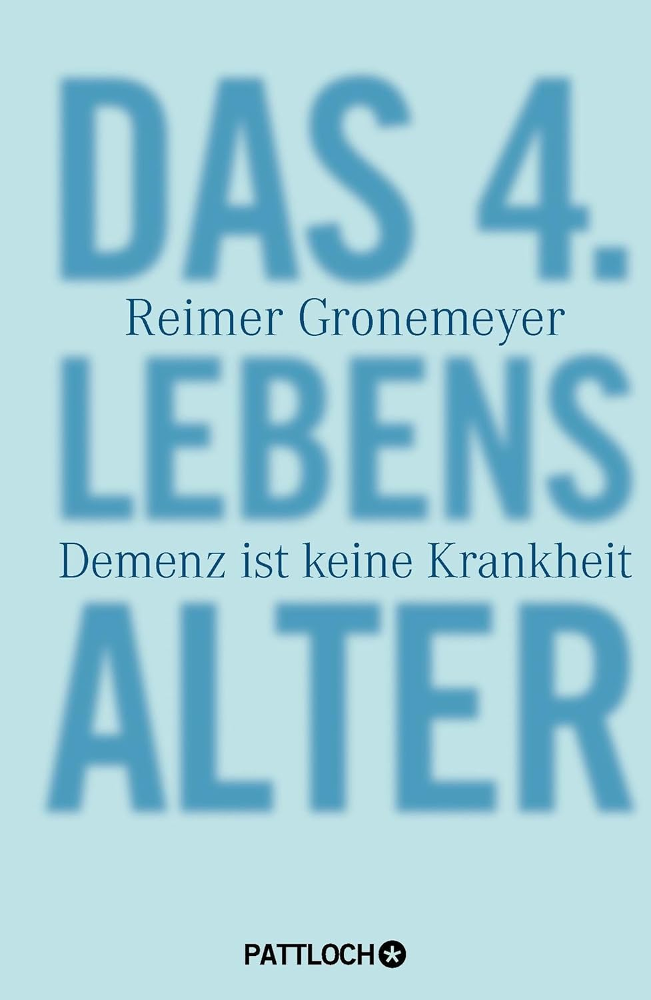 DAS 4.
Reimer Gronemeyer
LEBENS
Demenz ist keine Krankheit
ALTER
PATTLOCH